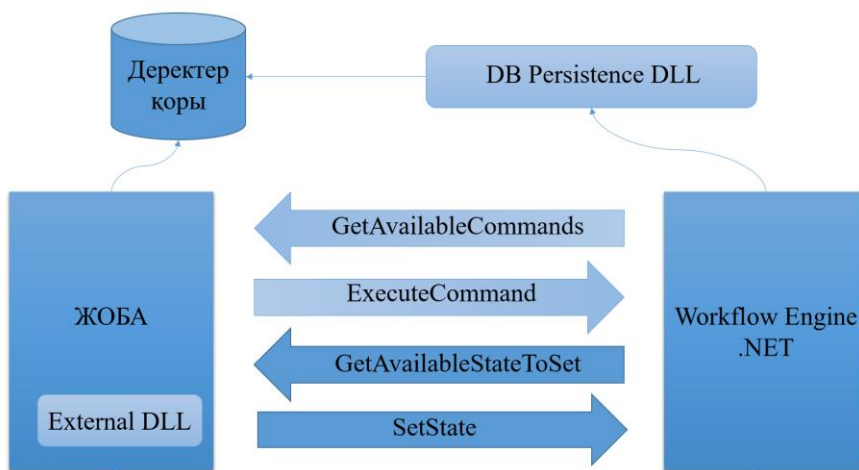 Деректер
қоры
DB Persistence DLL
GetAvailableCommands
ExecuteCommand
ЖОБА
Workflow Engine
.NET
GetAvailableStateToSet
External DLL
SetState